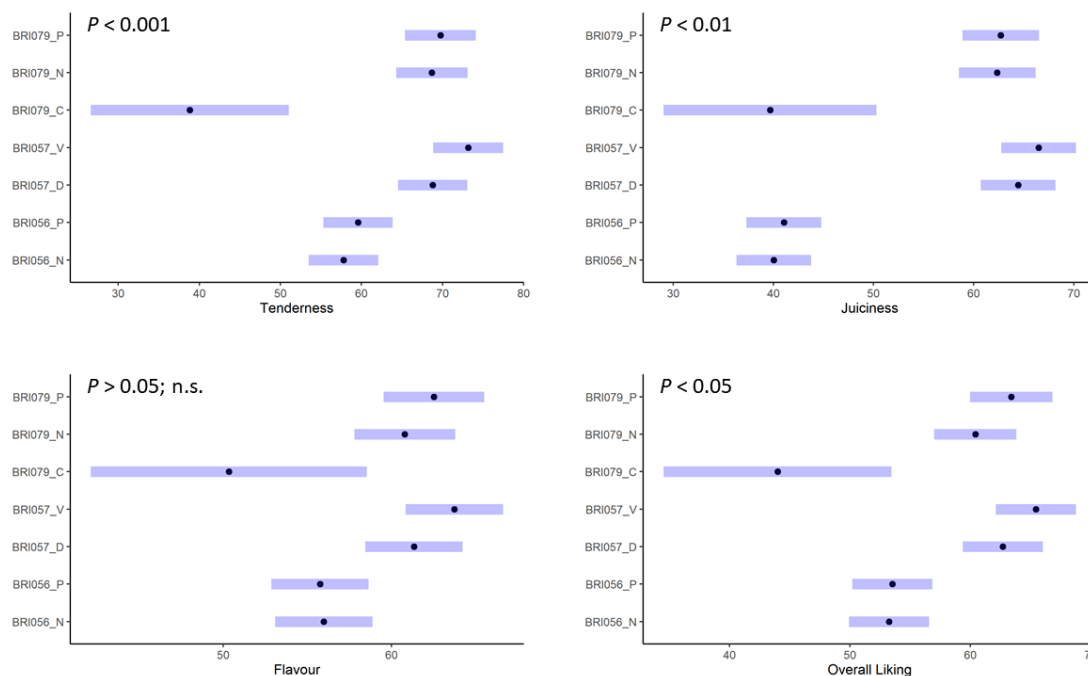 P < 0.001
BRI079_P
BRI079_N
BRI079_C
BRI057_V
BRI057_D
BRI056_P
BRI056_N
30 40 50 60 70 80
Tenderness
P < 0.01
BRI079_P
BRI079_N
BRI079_C
BRI057_V
BRI057_D
BRI056_P
BRI056_N
30 40 50 60 70
Juiciness
P > 0.05; n.s.
BRI079_P
BRI079_N
BRI079_C
BRI057_V
BRI057_D
BRI056_P
BRI056_N
50 60
Flavour
P < 0.05
BRI079_P
BRI079_N
BRI079_C
BRI057_V
BRI057_D
BRI056_P
BRI056_N
40 50 60
Overall Liking